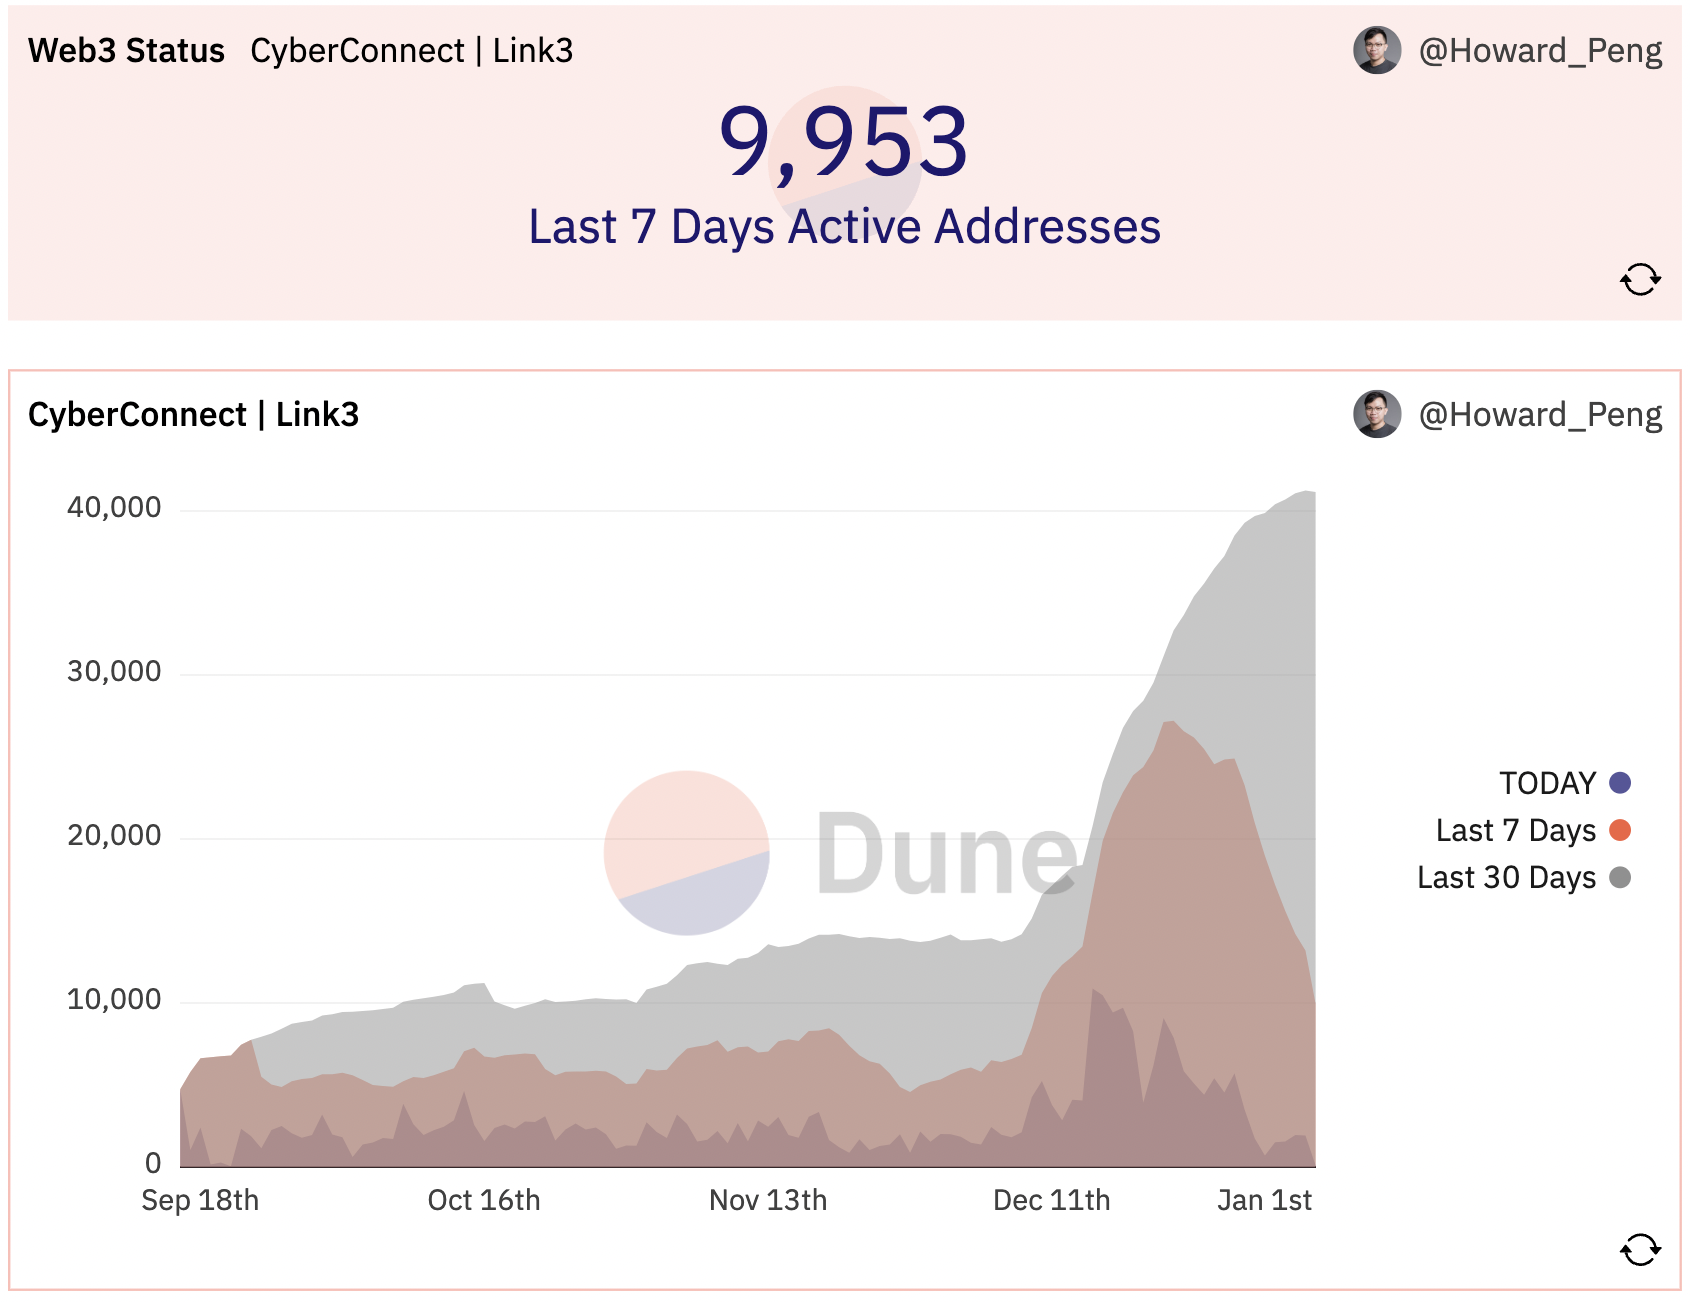 Web3 Status CyberConnect | Link3
@Howard_Peng
9,953
Last 7 Days Active Addresses
CyberConnect | Link3
@Howard_Peng
40,000
30,000
20,000
10,000
0
Dune
Sep 18th
Oct 16th
Nov 13th
Dec 11th
Jan 1st
TODAY
Last 7 Days
Last 30 Days